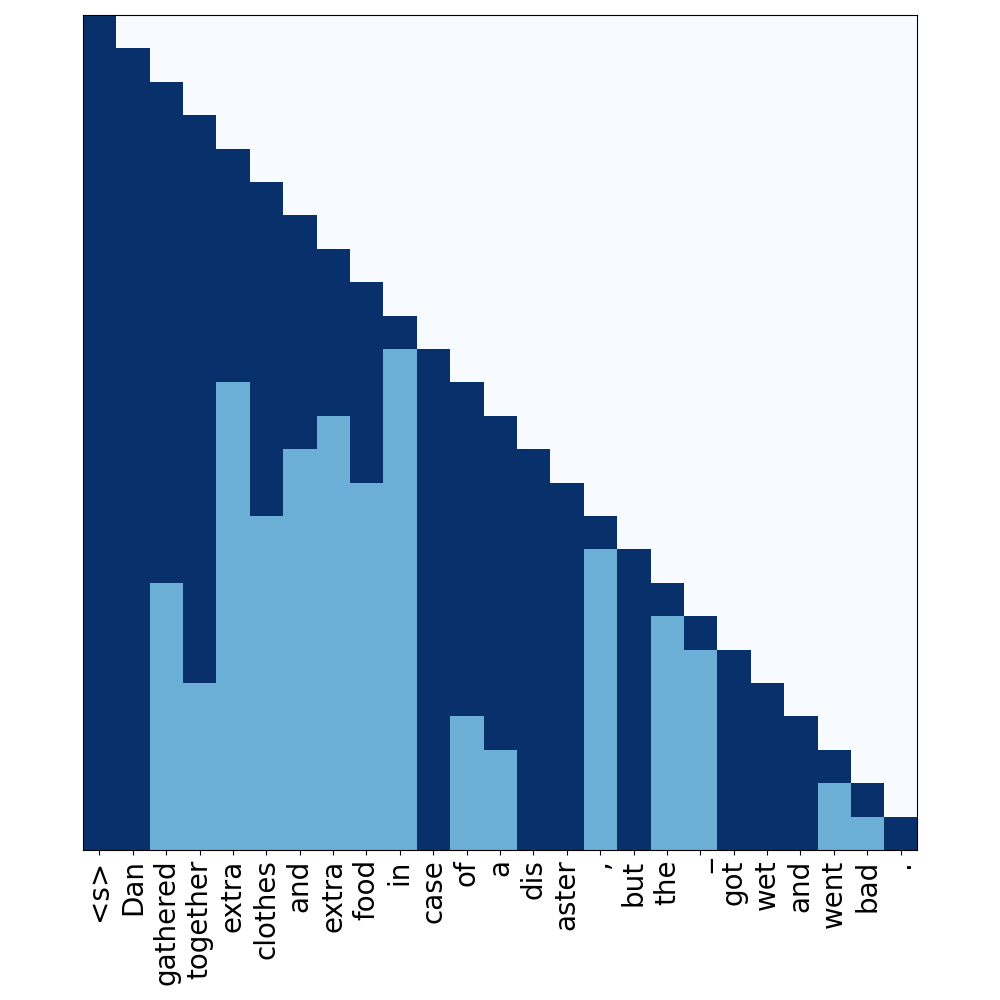 <s>
Dan
gathered
together
extra
clothes
and
extra
food
in
case
of
a
dis
aster
,
but
the
_
got
wet
and
went
bad
.